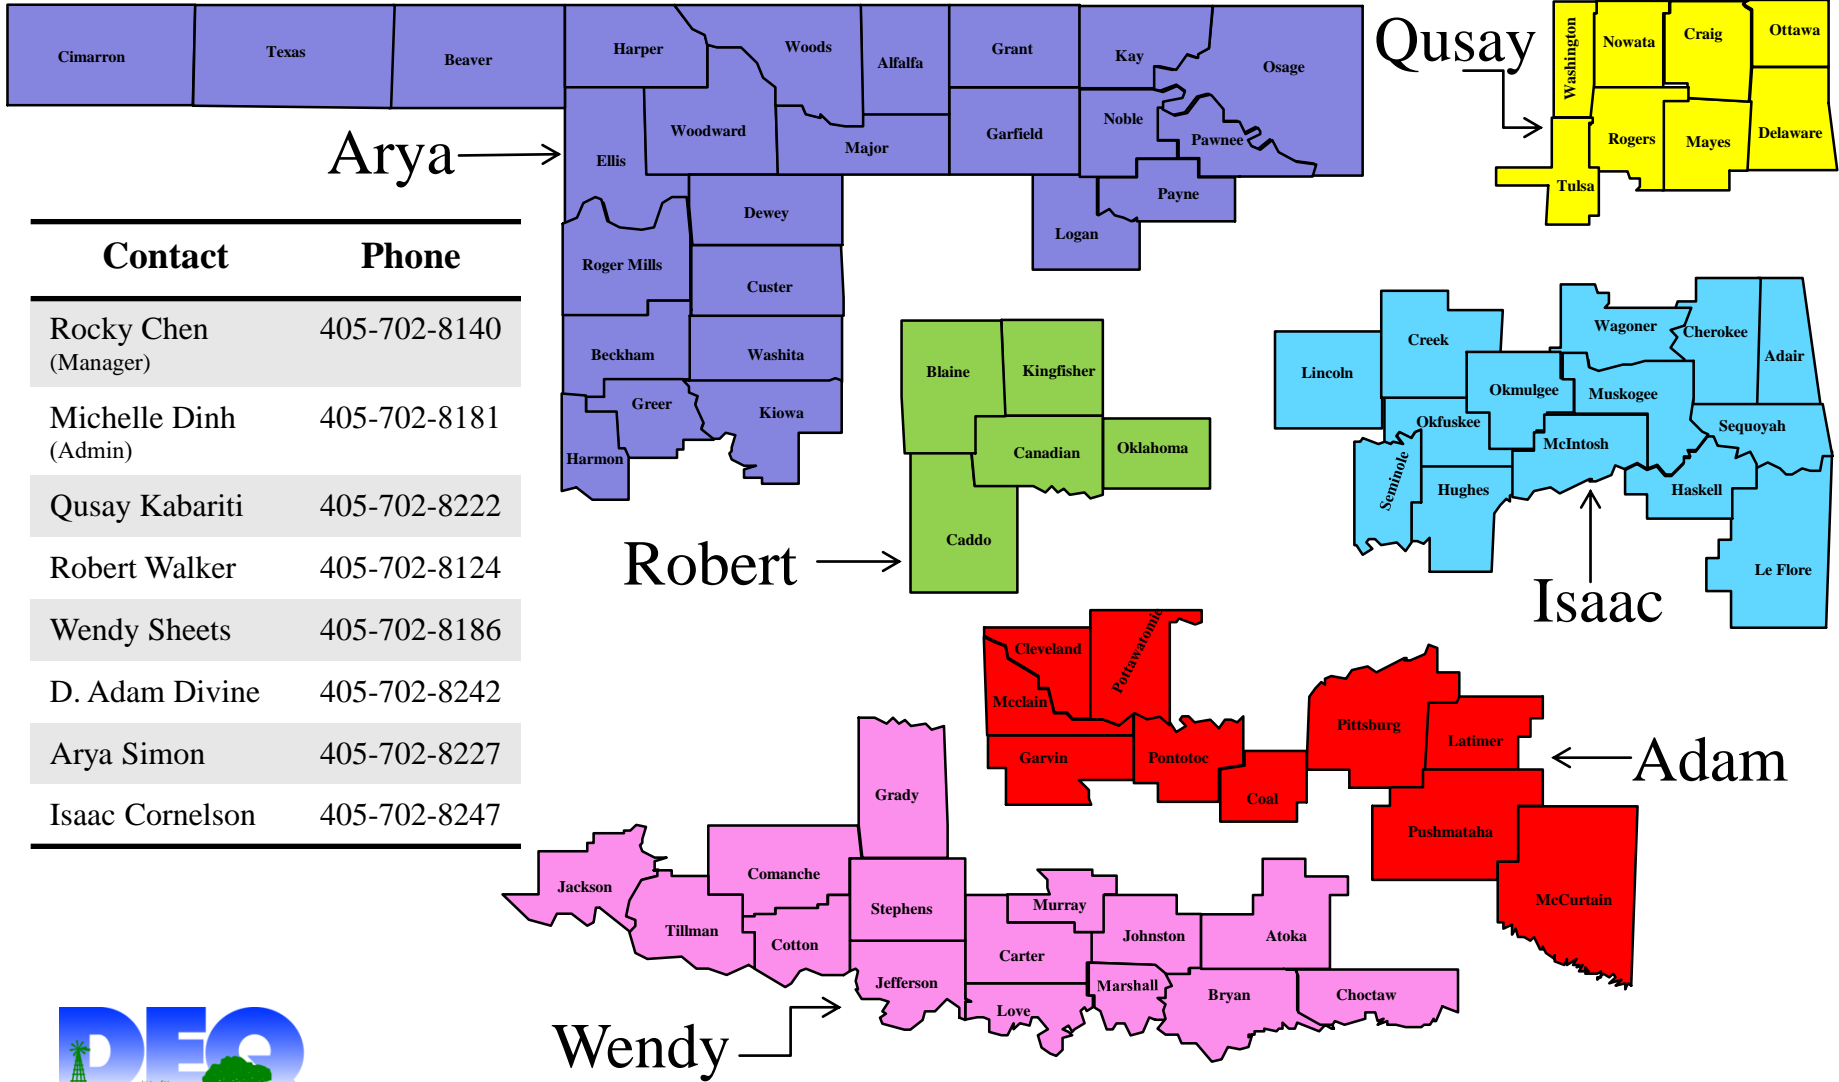 Cimarron
Texas
Beaver
Harper
Woods
Alfalfa
Grant
Kay
Osage
Woodward
Ellis
Major
Garfield
Noble
Pawnee
Payne
Logan
Dewey
Roger Mills
Custer
Beckham
Washita
Greer
Kiowa
Harmon
Arya
Qusay
Washington
Nowata
Craig
Ottawa
Rogers
Mayes
Delaware
Tulsa
Contact Phone
Rocky Chen 405-702-8140
(Manager)
Michelle Dinh 405-702-8181
(Admin)
Qusay Kabariti 405-702-8222
Robert Walker 405-702-8124
Wendy Sheets 405-702-8186
D. Adam Divine 405-702-8242
Arya Simon 405-702-8227
Isaac Cornelson 405-702-8247
Blaine
Kingfisher
Canadian
Oklahoma
Caddo
Robert
Lincoln
Creek
Wagoner
Cherokee
Adair
Okmulgee
Muskogee
Okfuskee
McIntosh
Sequoyah
Seminole
Hughes
Haskell
Le Flore
Isaac
Cleveland
Pottawatomie
Mcclain
Garvin
Pontotoc
Coal
Pittsburg
Latimer
Pushmataha
McCurtain
Adam
Grady
Jackson
Comanche
Tillman
Cotton
Stephens
Jefferson
Murray
Carter
Love
Johnston
Marshall
Atoka
Bryan
Choctaw
Wendy
DEQ